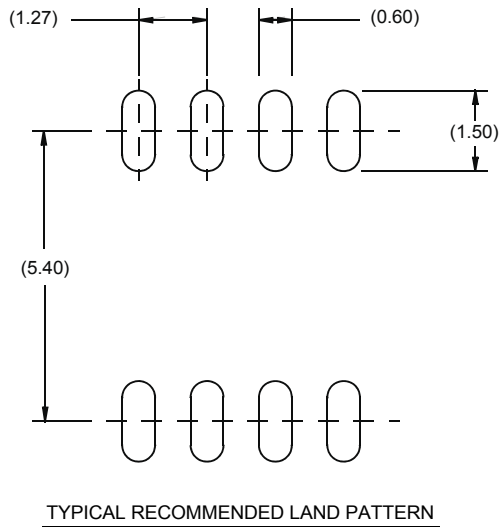 (1.27)
(0.60)
(1.50)
(5.40)
TYPICAL RECOMMENDED LAND PATTERN